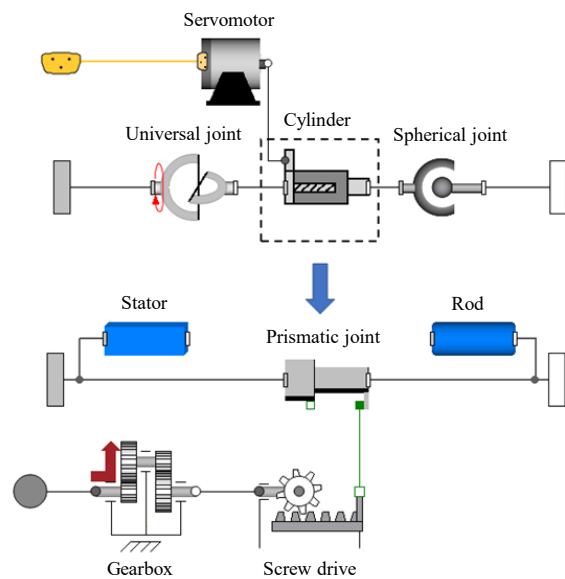 Servomotor
Cylinder
Universal joint
Spherical joint
Stator
Rod
Prismatic joint
Gearbox
Screw drive